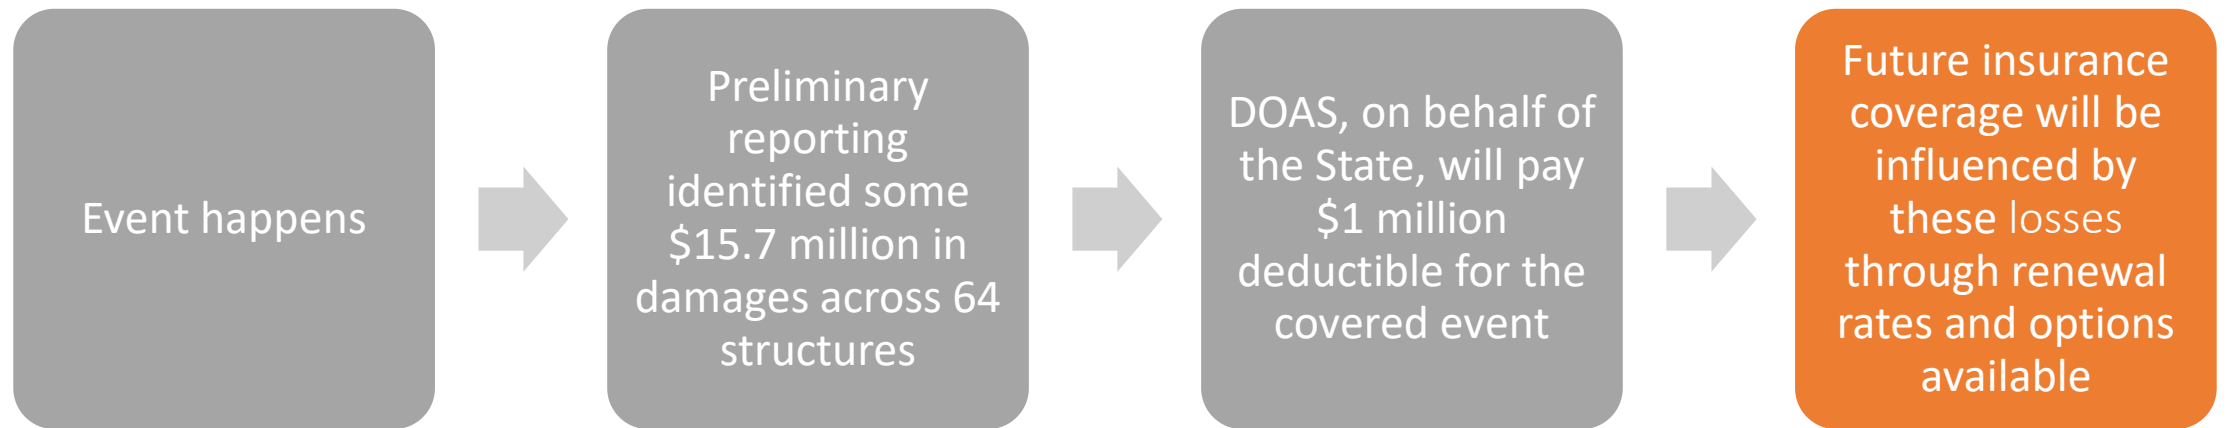 Event happens
Preliminary
reporting
identified some
$15.7 million in
damages across 64
structures
DOAS, on behalf of
the State, will pay
$1 million
deductible for the
covered event
Future insurance
coverage will be
influenced by
these losses
through renewal
rates and options
available